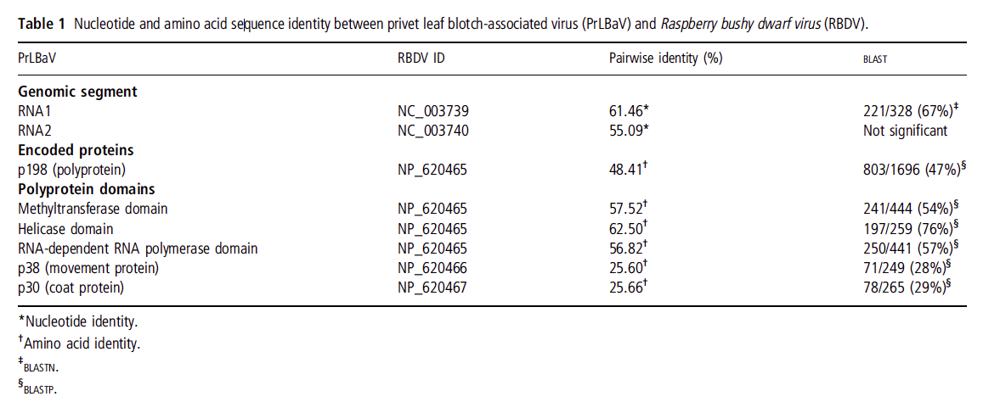 Table 1 Nucleotide and amino acid sequence identity between privet leaf blotch-associated virus (PrLBaV) and Raspberry bushy dwarf virus (RBDV).
PrLBaV RBDV ID Pairwise identity (%) BLAST
Genomic segment
RNA1 NC_003739 61.46* 221/328 (67%)‡
RNA2 NC_003740 55.09* Not significant
Encoded proteins
p198 (polyprotein) NP_620465 48.41† 803/1696 (47%)§
Polyprotein domains
Methyltransferase domain NP_620465 57.52† 241/444 (54%)§
Helicase domain NP_620465 62.50† 197/259 (76%)§
RNA-dependent RNA polymerase domain NP_620465 56.82† 250/441 (57%)§
p38 (movement protein) NP_620466 25.60† 71/249 (28%)§
p30 (coat protein) NP_620467 25.66† 78/265 (29%)§
*Nucleotide identity.
†Amino acid identity.
‡BLASTN.
§BLASTP.